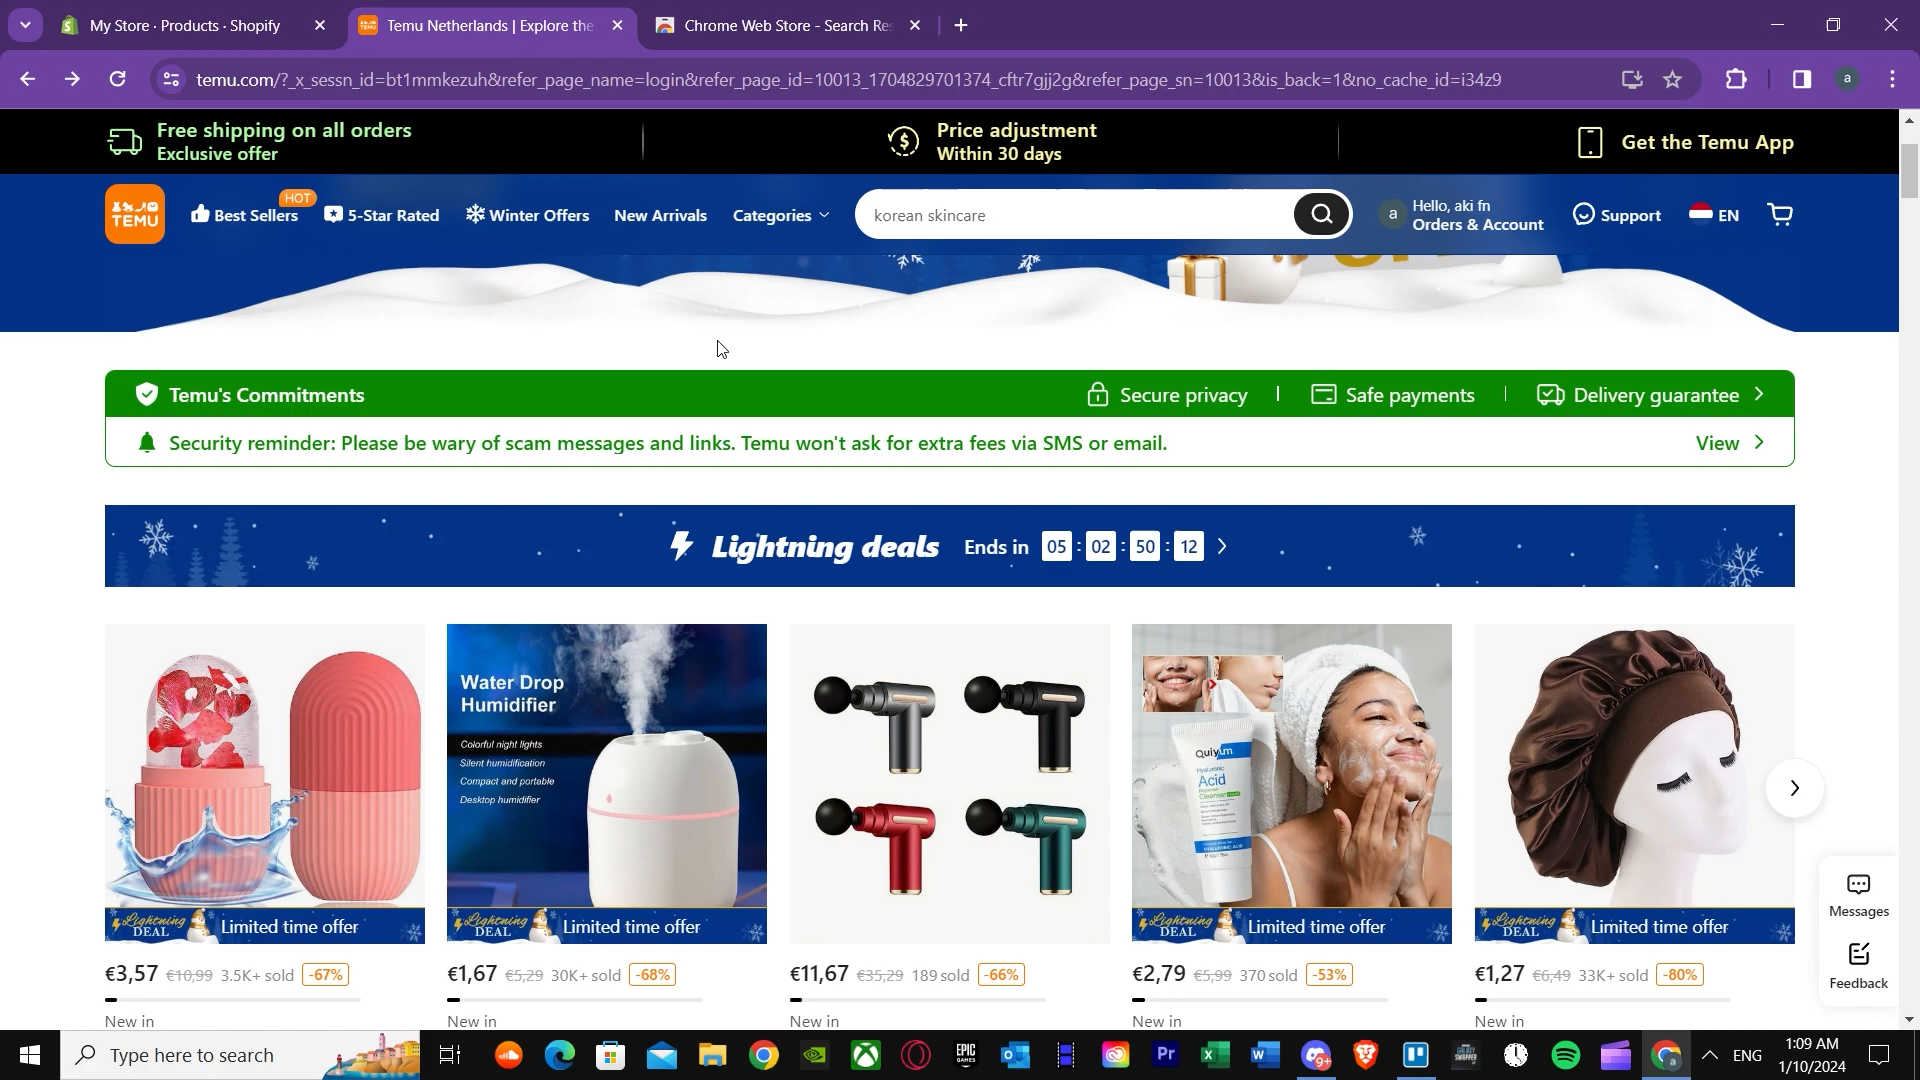 My Store · Products · Shopify
Temu Netherlands | Explore the
Chrome Web Store - Search Res
temu.com/?_x_sessn_id=bt1mmkezuh&refer_page_name=login&refer_page_id=10013_1704829701374_cftr7gjj2g&refer_page_sn=10013&is_back=1&no_cache_id=i34z9
a
Free shipping on all orders
Exclusive offer
Price adjustment
Within 30 days
Get the Temu App
TEMU
Best Sellers
HOT
5-Star Rated
Winter Offers
New Arrivals
Categories
korean skincare
a
Hello, aki fn
Orders & Account
Support
EN
Temu's Commitments
Secure privacy
Safe payments
Delivery guarantee
Security reminder: Please be wary of scam messages and links. Temu won't ask for extra fees via SMS or email.
View
Lightning deals
Ends in 05 : 02 : 50 : 12
Water Drop
Humidifier
Colorful night lights
Silent humidification
Compact and portable
Desktop humidifier
Acid
Lightning DEAL Limited time offer
Lightning DEAL Limited time offer
Lightning DEAL Limited time offer
Lightning DEAL Limited time offer
€3,57 €10,99 3.5K+ sold -67%
€1,67 €5,29 30K+ sold -68%
€11,67 €35,29 189 sold -66%
€2,79 €5,99 370 sold -53%
€1,27 €6,49 33K+ sold -80%
New in
New in
New in
New in
New in
Messages
Feedback
Type here to search
EPIC
GAMES
Pr
9+
a
ENG
1:09 AM
1/10/2024